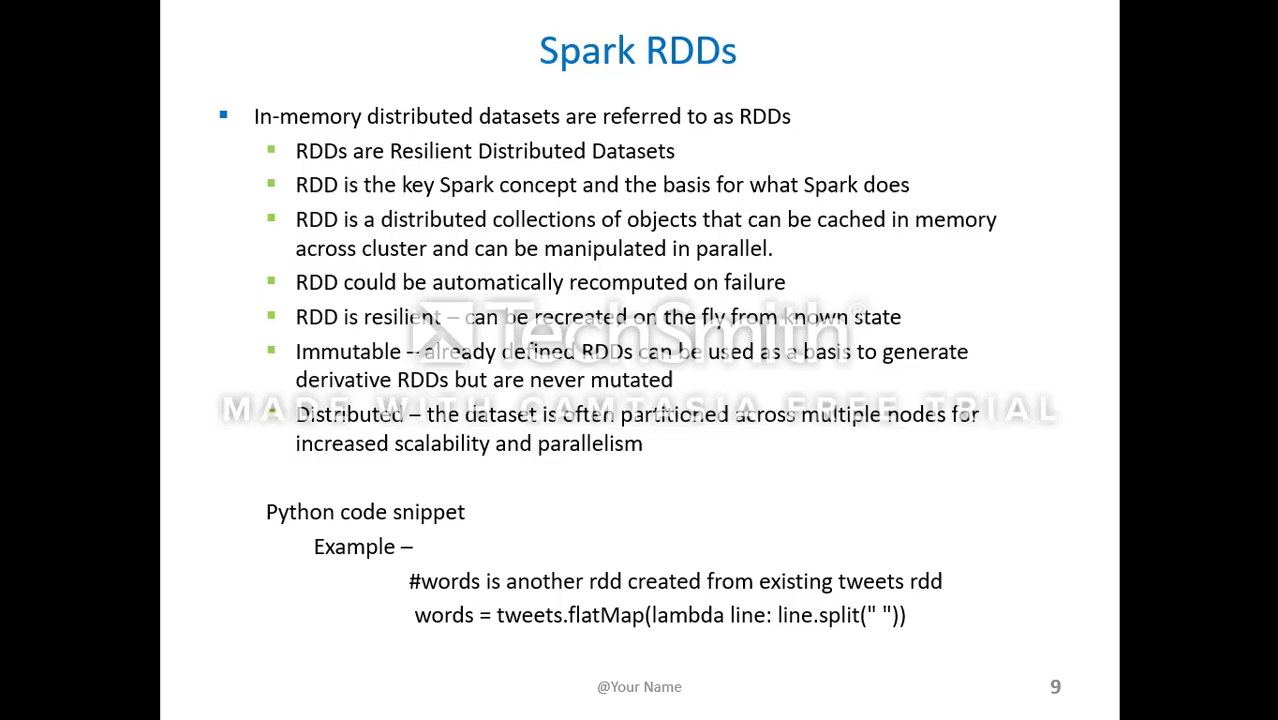 Spark RDDs
In-memory distributed datasets are referred to as RDDs
RDDs are Resilient Distributed Datasets
RDD is the key Spark concept and the basis for what Spark does
RDD is a distributed collections of objects that can be cached in memory
across cluster and can be manipulated in parallel.
RDD could be automatically recomputed on failure
RDD is resilient – can be recreated on the fly from known state
TechSmith®
Immutable – already defined RDDs can be used as a basis to generate
derivative RDDs but are never mutated
MADE WITH CAMTASIA FREE TRIAL
Distributed – the dataset is often partitioned across multiple nodes for
increased scalability and parallelism
Python code snippet
Example –
#words is another rdd created from existing tweets rdd
words = tweets.flatMap(lambda line: line.split(" "))
@Your Name
9